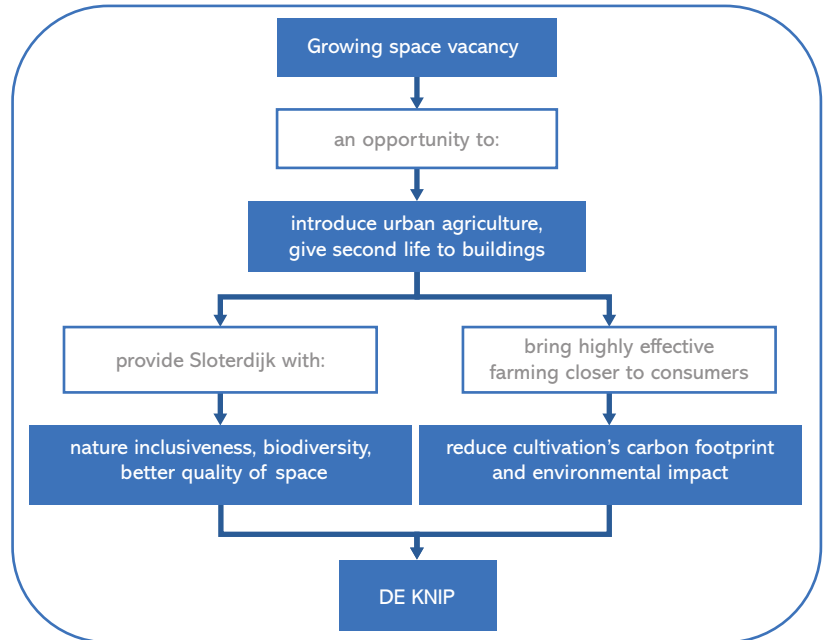 Growing space vacancy
an opportunity to:
introduce urban agriculture,
give second life to buildings
provide Sloterdijk with:
bring highly effective
farming closer to consumers
nature inclusiveness, biodiversity,
better quality of space
reduce cultivation's carbon footprint
and environmental impact
DE KNIP